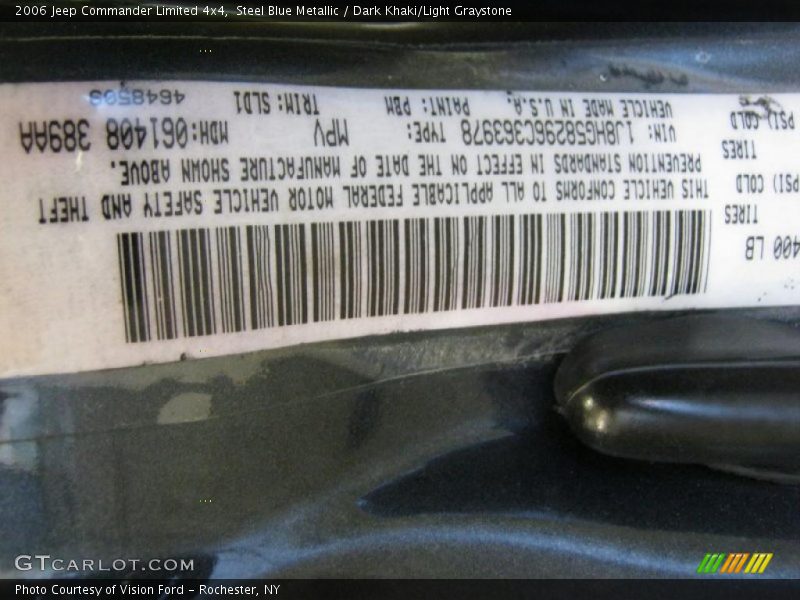 2006 Jeep Commander Limited 4x4, Steel Blue Metallic / Dark Khaki/Light Graystone
400 LB
TIRES
PSI) COLD
TIRES
PSI) COLD
THIS VEHICLE CONFORMS TO ALL APPLICABLE FEDERAL MOTOR VEHICLE SAFETY AND THEFT
PREVENTION STANDARDS IN EFFECT ON THE DATE OF MANUFACTURE SHOWN ABOVE.
VIN: 1J8HG58296C363978 TYPE: MPV MDH:061408 389AA
VEHICLE MADE IN U.S.A. PAINT: PBM TRIM: SLD1
GTCARLOT.COM
Photo Courtesy of Vision Ford - Rochester, NY